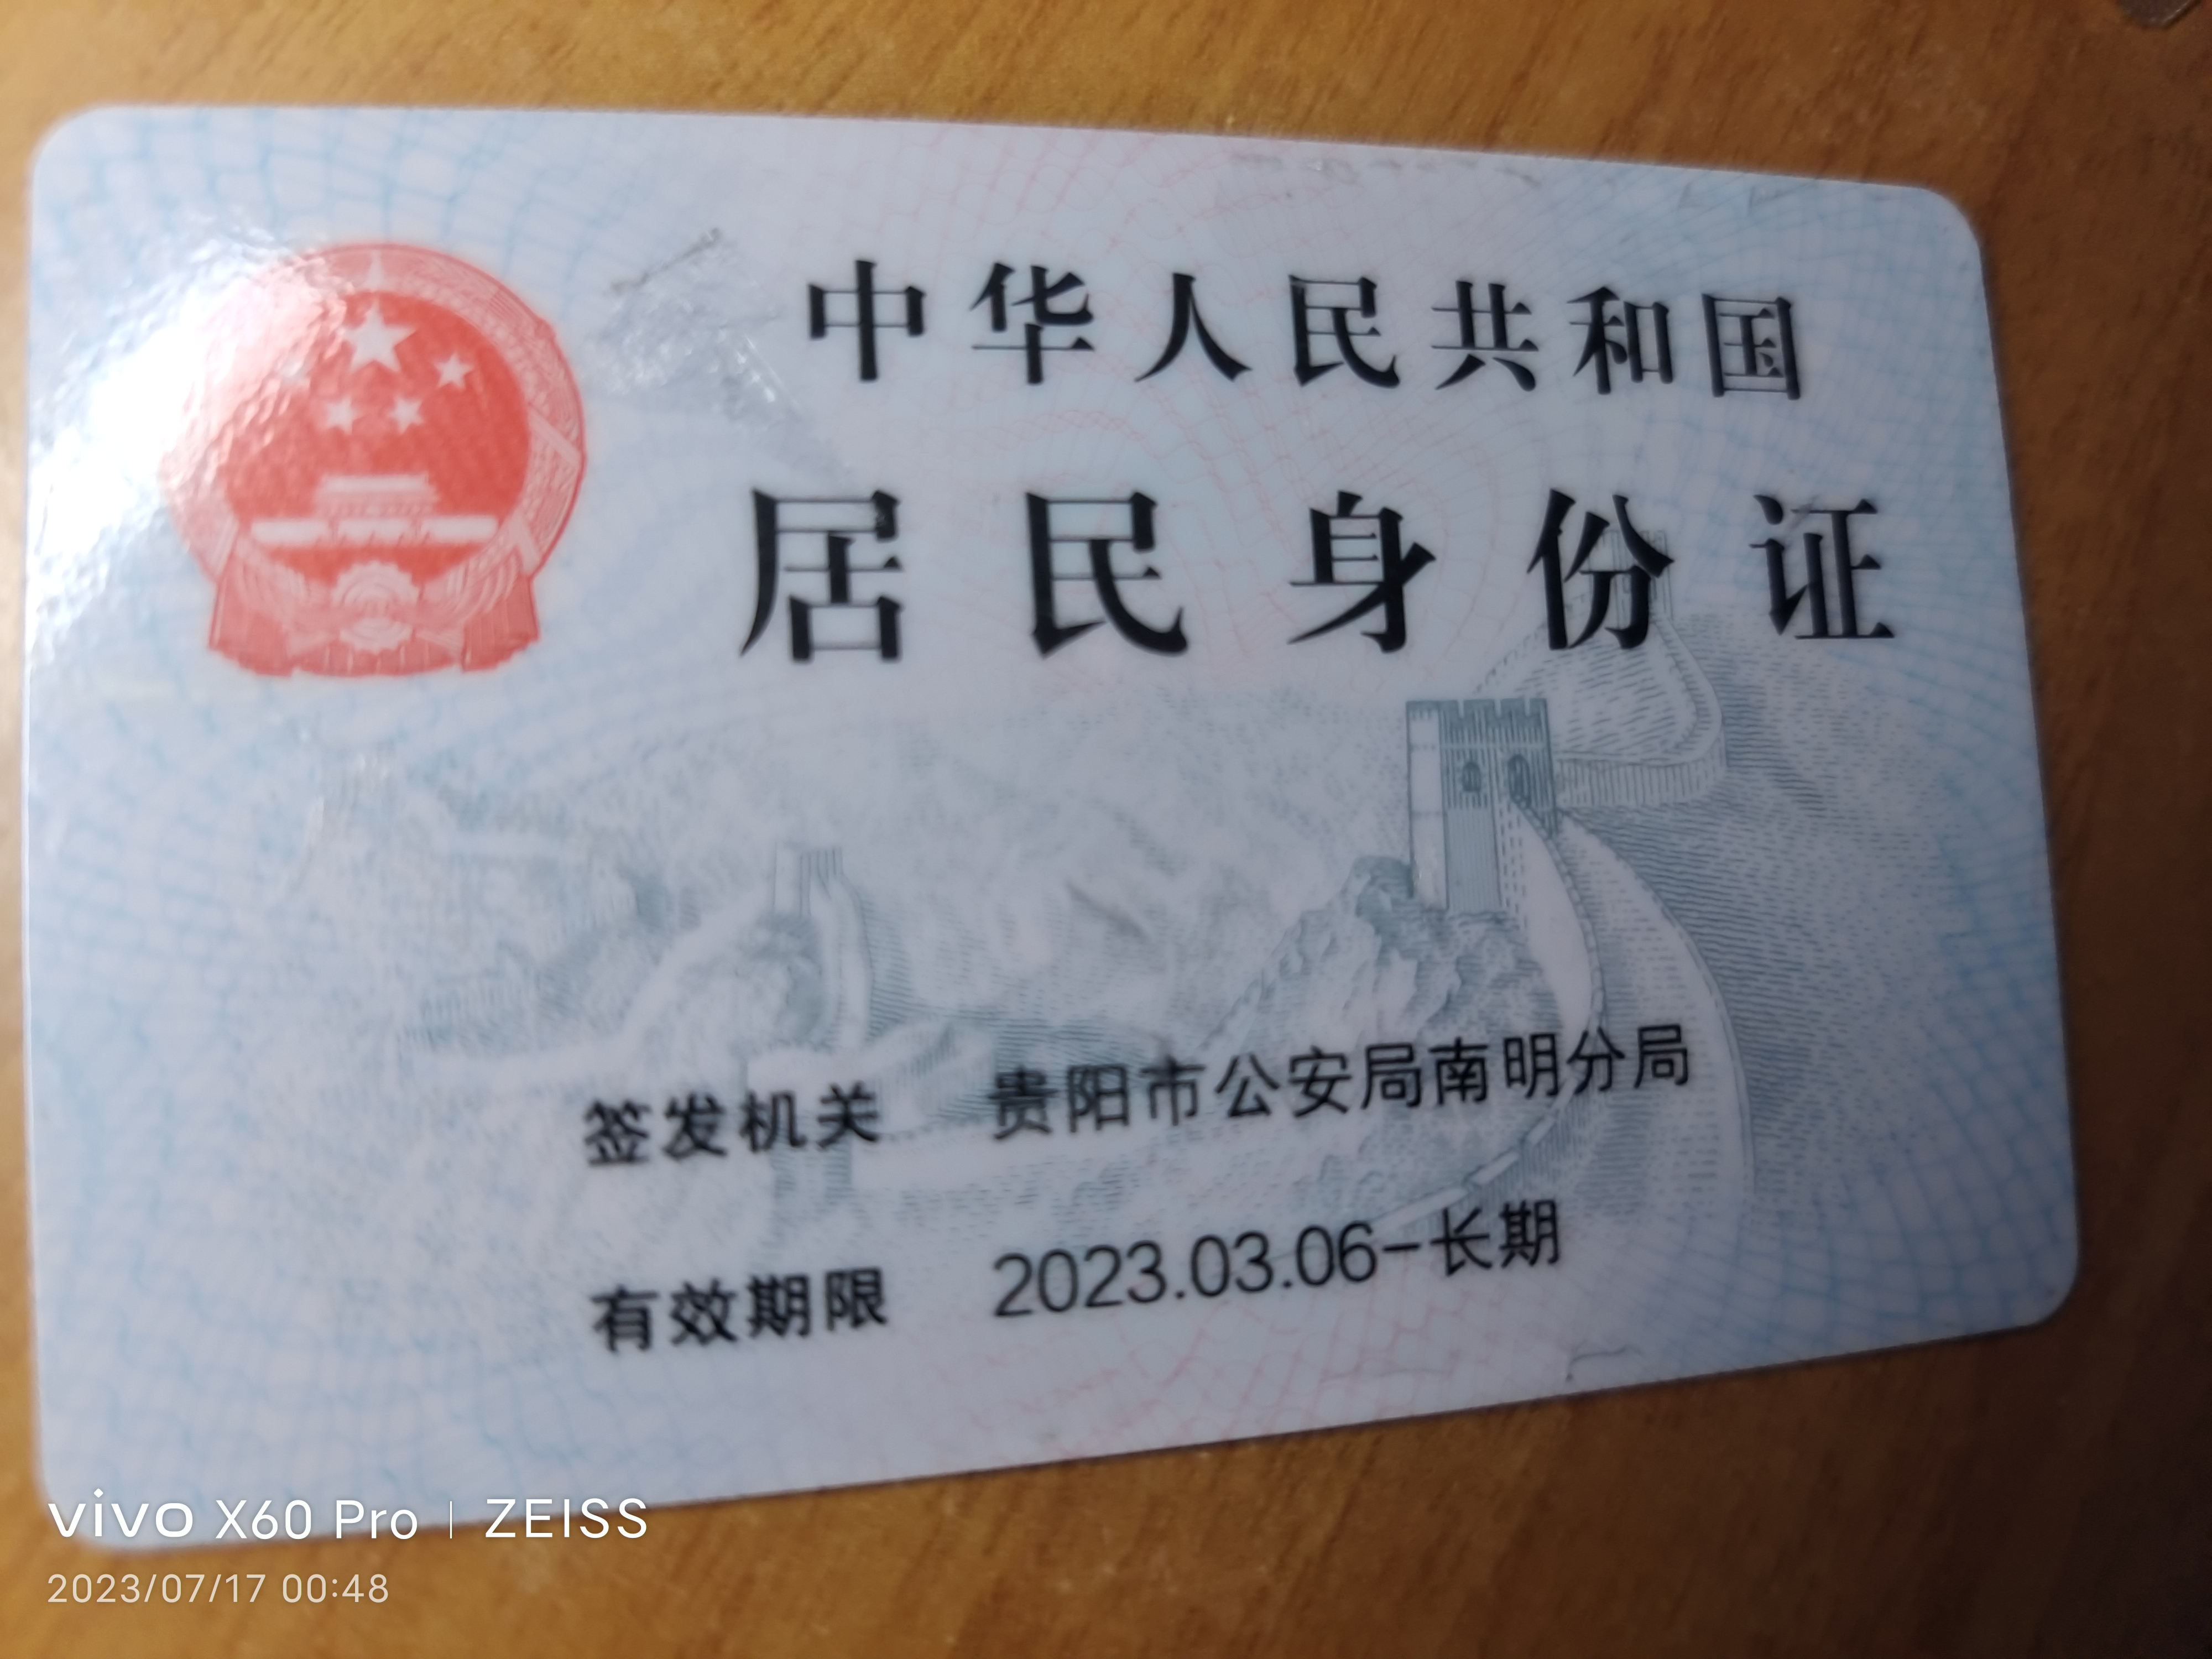 中华人民共和国
居民身份证
签发机关 贵阳市公安局南明分局
有效期限 2023.03.06-长期
vivo X60 Pro | ZEISS
2023/07/17 00:48